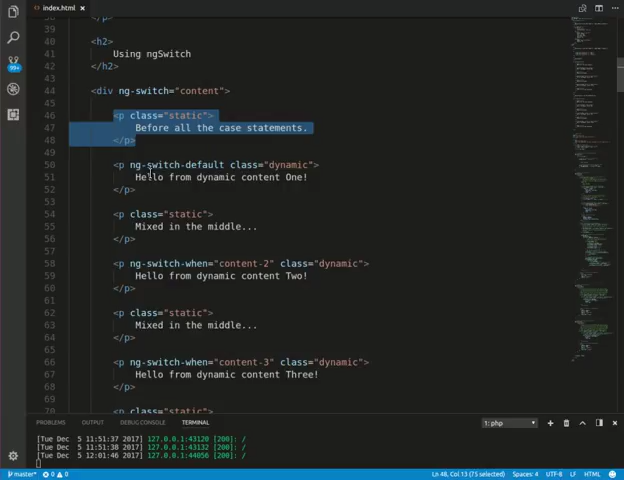 index.html ×
38
</p>
39
40 <h2>
41 Using ngSwitch
42 </h2>
43
44 <div ng-switch="content">
45
46 <p class="static">
47 Before all the case statements.
48 </p>
49
50 <p ng-switch-default class="dynamic">
51 Hello from dynamic content One!
52 </p>
53
54 <p class="static">
55 Mixed in the middle...
56 </p>
57
58 <p ng-switch-when="content-2" class="dynamic">
59 Hello from dynamic content Two!
60 </p>
61
62 <p class="static">
63 Mixed in the middle...
64 </p>
65
66 <p ng-switch-when="content-3" class="dynamic">
67 Hello from dynamic content Three!
68 </p>
69
70 <p class="static">
99+
PROBLEMS OUTPUT DEBUG CONSOLE TERMINAL 1: php
[Tue Dec 5 11:51:37 2017] 127.0.0.1:43120 [200]: /
[Tue Dec 5 11:51:38 2017] 127.0.0.1:43132 [200]: /
[Tue Dec 5 12:01:46 2017] 127.0.0.1:44056 [200]: /
master* 0 0 Ln 48, Col 13 (75 selected) Spaces: 4 UTF-8 LF HTML